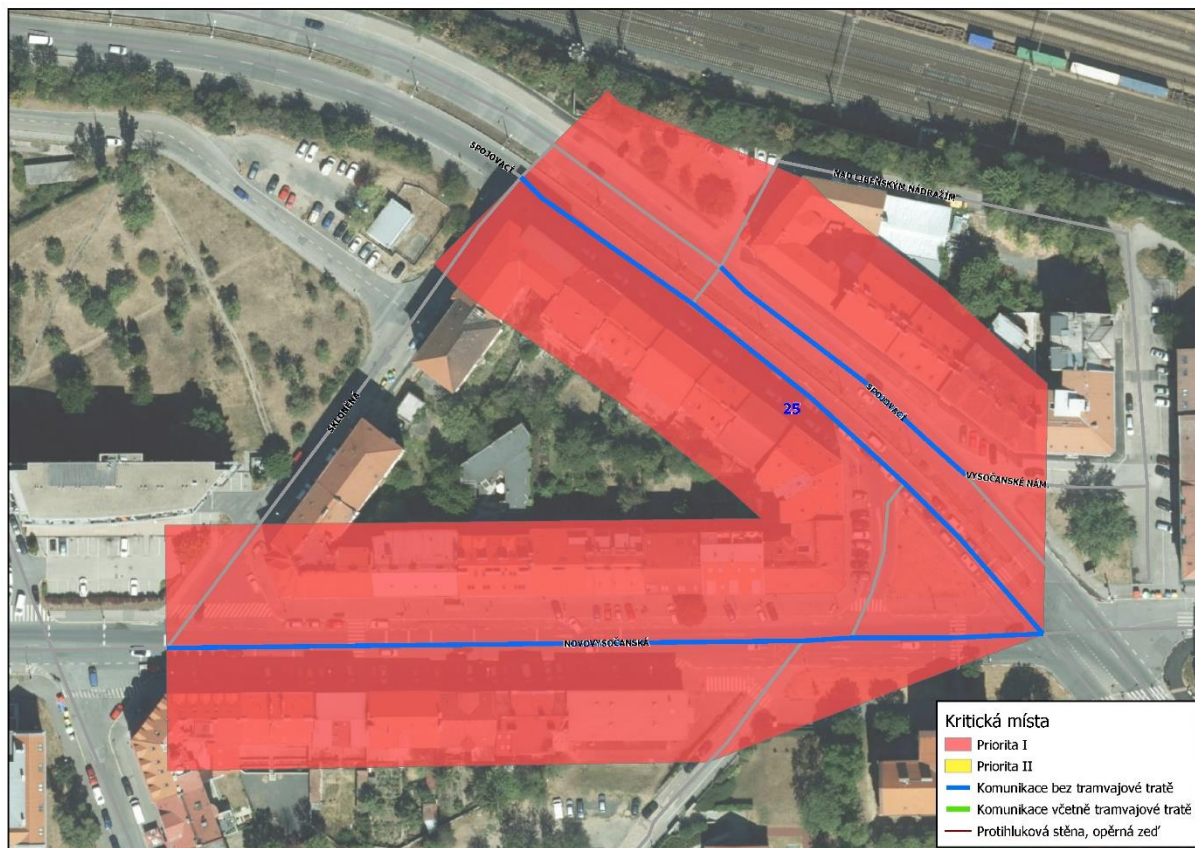 SPOJOVACÍ
NAD LIBEŇSKÝM NÁDRAŽÍM
SKLONĚNÁ
25
SPOJOVACÍ
VYSOČANSKÉ NÁM.
NOVOVYSOČANSKÁ
Kritická místa
Priorita I
Priorita II
Komunikace bez tramvajové tratě
Komunikace včetně tramvajové tratě
Protihluková stěna, opěrná zeď